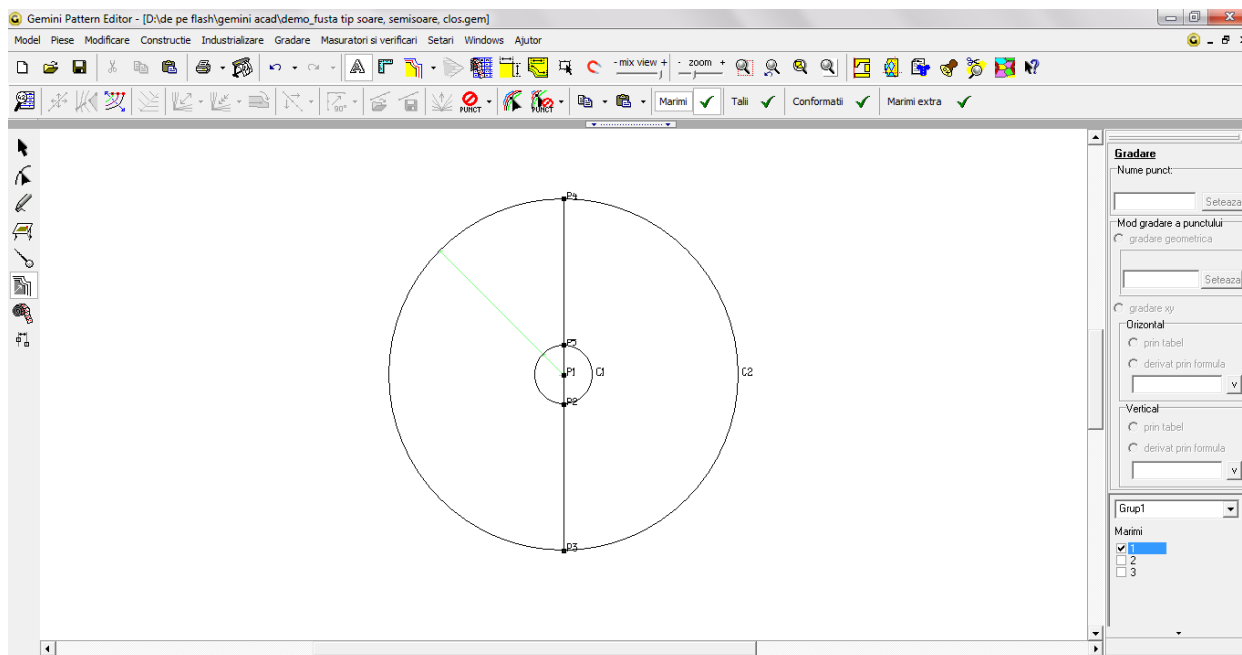 Gemini Pattern Editor - [D:\de pe flash\gemini acad\demo_fusta tip soare, semisoare, clos.gem]
Model Piese Modificare Constructie Industrializare Gradare Masuratori si verificari Setari Windows Ajutor
- mix view + - zoom +
90° PUNCT PUNCT Marimi Talii Conformatii Marimi extra
Gradare
Nume punct:
Seteaza
Mod gradare a punctului
gradare geometrica
Seteaza
gradare xy
Orizontal
prin tabel
derivat prin formula
v
Vertical
prin tabel
derivat prin formula
v
Grup1
Marimi
1
2
3
P4
P1 C1 C2
P2
P3